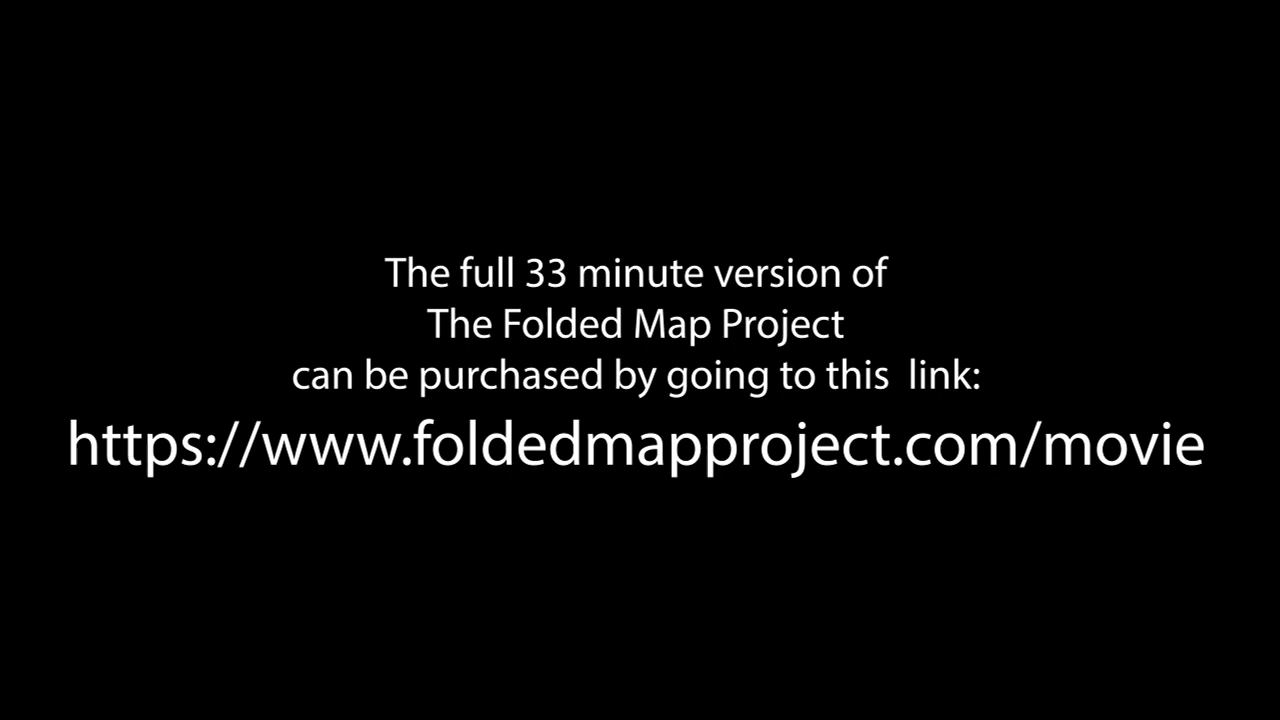 The full 33 minute version of
The Folded Map Project
can be purchased by going to this  link:
https://www.foldedmapproject.com/movie